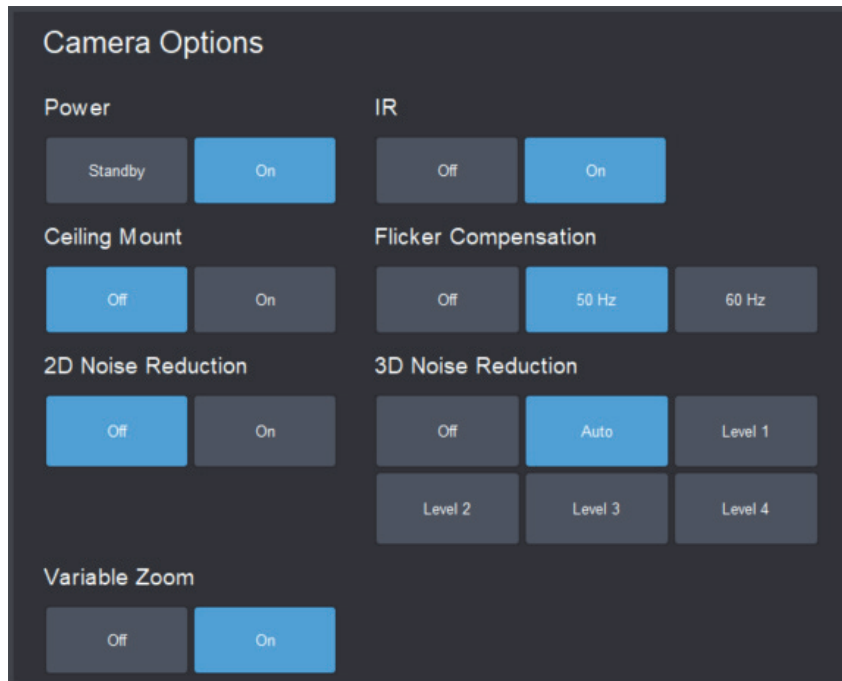 Camera Options
Power
IR
Standby
On
Off
On
Ceiling Mount
Flicker Compensation
Off
On
Off
50 Hz
60 Hz
2D Noise Reduction
3D Noise Reduction
Off
On
Off
Auto
Level 1
Level 2
Level 3
Level 4
Variable Zoom
Off
On